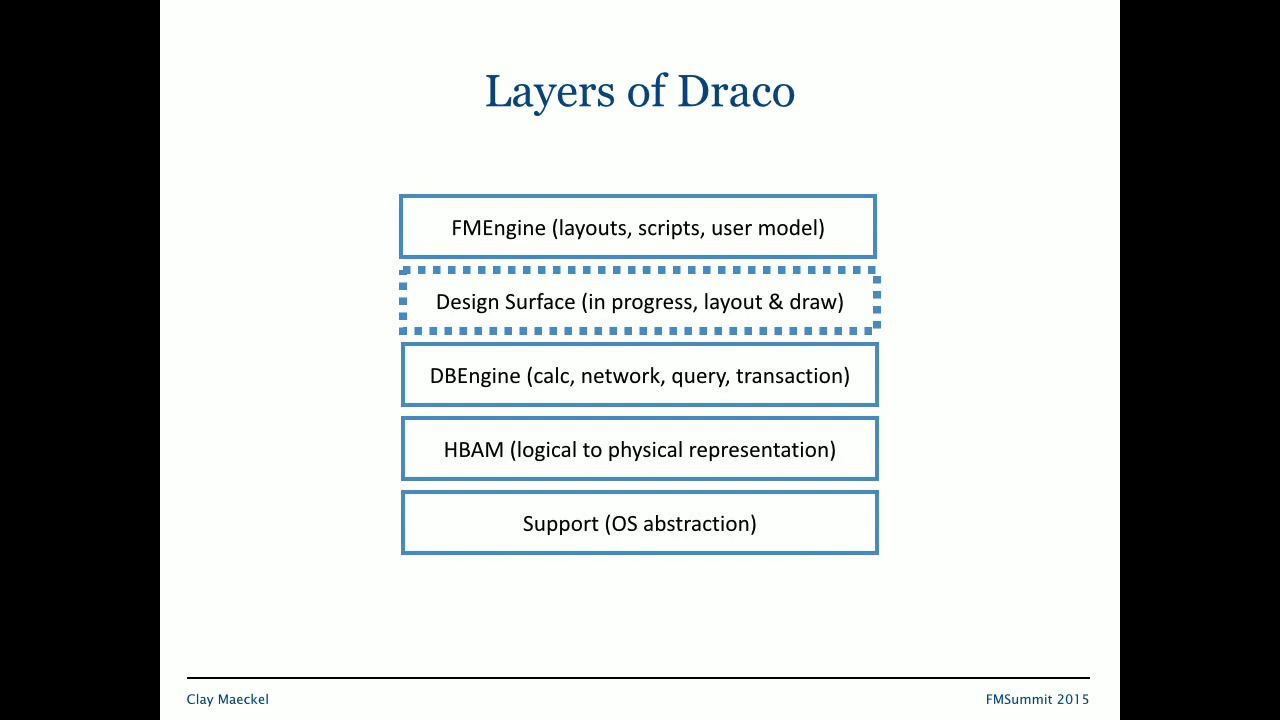 Layers of Draco
FMEngine (layouts, scripts, user model)
Design Surface (in progress, layout & draw)
DBEngine (calc, network, query, transaction)
HBAM (logical to physical representation)
Support (OS abstraction)
Clay Maeckel
FMSummit 2015